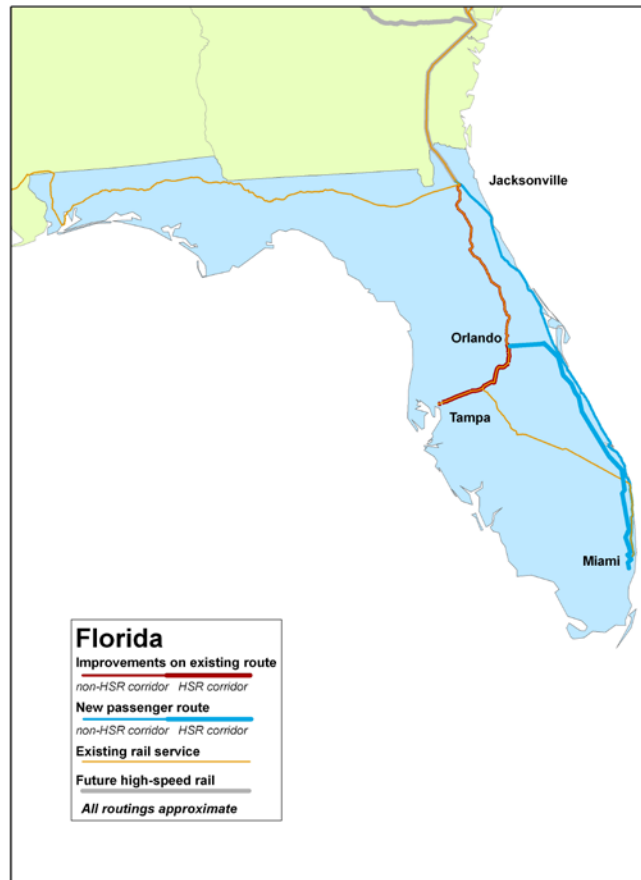 Jacksonville
Orlando
Tampa
Miami
Florida
Improvements on existing route
non-HSR corridor HSR corridor
New passenger route
non-HSR corridor HSR corridor
Existing rail service
Future high-speed rail
All routings approximate